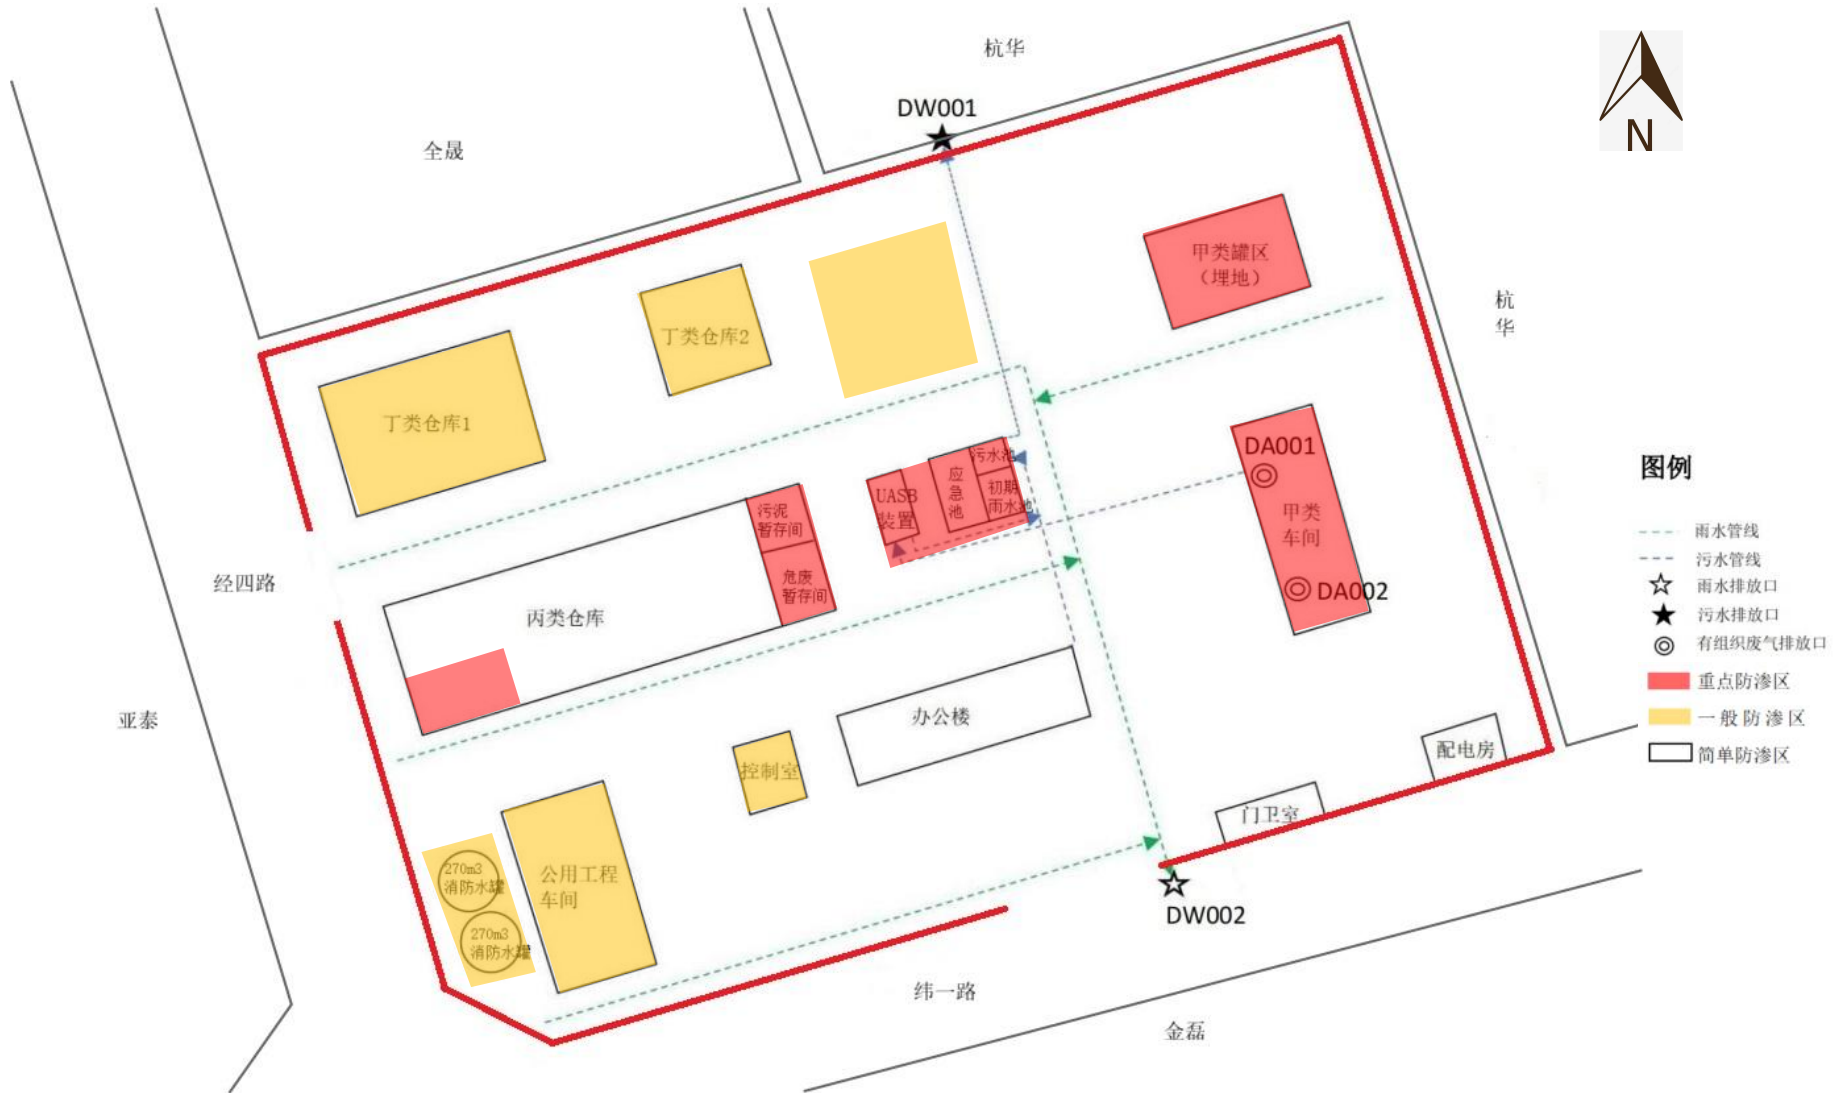 杭华
N
DW001
全晟
甲类罐区
（埋地）
杭
华
丁类仓库2
丁类仓库1
DA001
甲类
车间
DA002
污水池
应
急
池
初期
雨水池
UASB
装置
污泥
暂存间
危废
暂存间
丙类仓库
经四路
亚泰
办公楼
控制室
配电房
门卫室
公用工程
车间
270m3
消防水罐
270m3
消防水罐
DW002
纬一路
金磊
图例
雨水管线
污水管线
雨水排放口
污水排放口
有组织废气排放口
重点防渗区
一般防渗区
简单防渗区